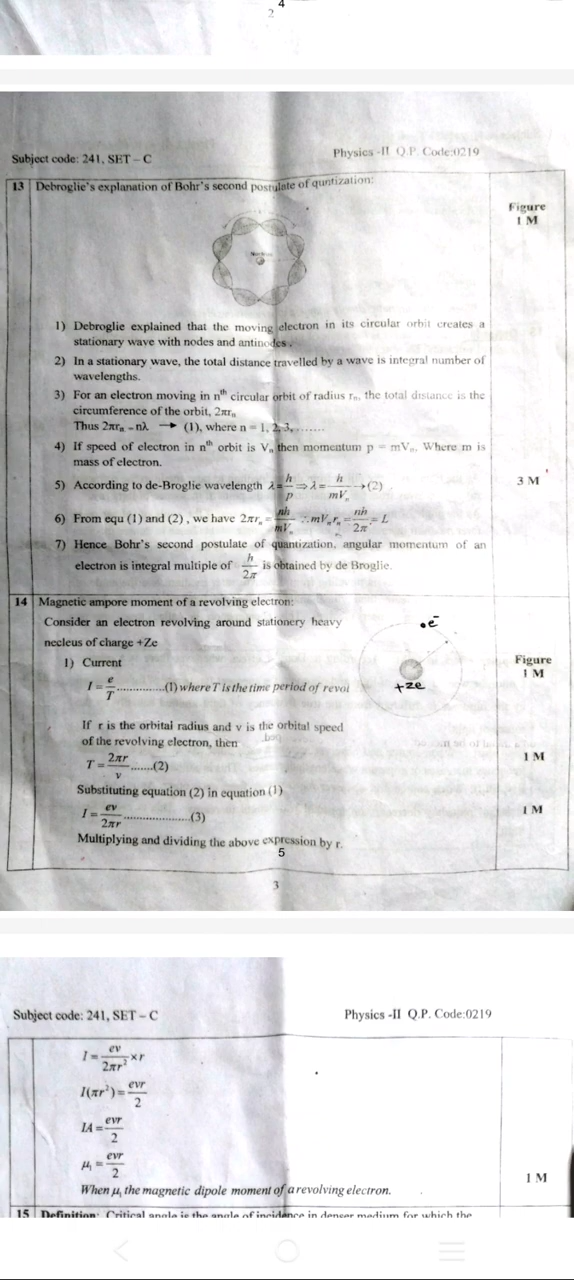 4
2
Subject code: 241, SET – C
Physics -II Q.P. Code:0219
13 Debroglie's explanation of Bohr's second postulate of quntization:
Figure
1 M
Nucleus
1) Debroglie explained that the moving electron in its circular orbit creates a
stationary wave with nodes and antinodes.
2) In a stationary wave, the total distance travelled by a wave is integral number of
wavelengths.
3) For an electron moving in nth circular orbit of radius rn, the total distance is the
circumference of the orbit, 2πrn
Thus 2πrn = nλ → (1), where n = 1, 2, 3, .......
4) If speed of electron in nth orbit is Vn then momentum p = mVn. Where m is
mass of electron.
5) According to de-Broglie wavelength λ = h/p ⇒ λ = h/mVn →(2)
3 M
6) From equ (1) and (2) , we have 2πrn = nh/mVn ∴ mVnrn = nh/2π = L
7) Hence Bohr's second postulate of quantization, angular momentum of an
electron is integral multiple of h/2π is obtained by de Broglie.
14 Magnetic ampore moment of a revolving electron:
Consider an electron revolving around stationery heavy
necleus of charge +Ze
.ē
+ze
1) Current
Figure
1 M
I = e/T ...............(1) where T is the time period of revol
If r is the orbital radius and v is the orbital speed
of the revolving electron, then
T = 2πr/v .......(2)
1 M
Substituting equation (2) in equation (1)
I = ev/2πr .....................(3)
1 M
Multiplying and dividing the above expression by r.
5
3
Subject code: 241, SET – C
Physics -II Q.P. Code:0219
I = ev/2πr² × r
I(πr²) = evr/2
IA = evr/2
μl = evr/2
When μl the magnetic dipole moment of a revolving electron.
1 M
15 Definition: Critical angle is the angle of incidence in denser medium for which the